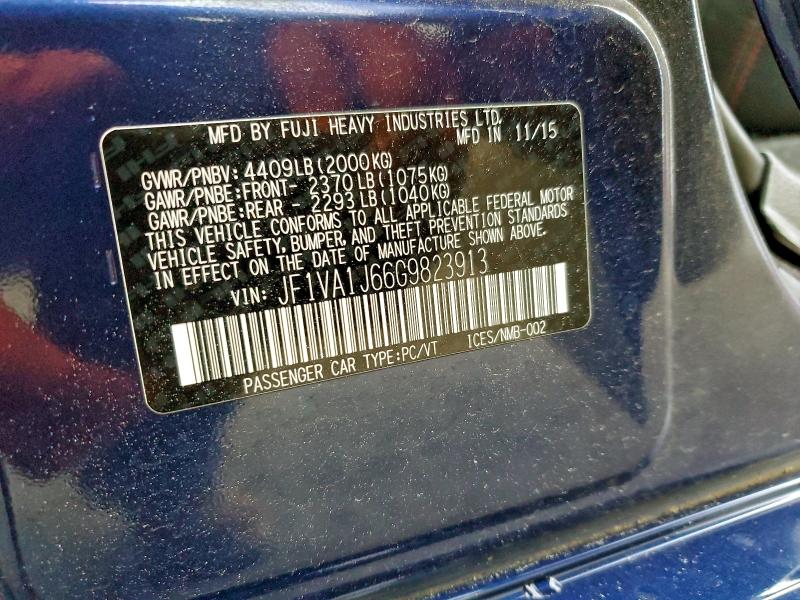 MFD BY FUJI HEAVY INDUSTRIES LTD.
MFD IN 11/15
GVWR/PNBV: 4409LB(2000KG)
GAWR/PNBE:FRONT- 2370 LB(1075KG)
GAWR/PNBE:REAR - 2293 LB(1040KG)
THIS VEHICLE CONFORMS TO ALL APPLICABLE FEDERAL MOTOR
VEHICLE SAFETY, BUMPER, AND THEFT PREVENTION STANDARDS
IN EFFECT ON THE DATE OF MANUFACTURE SHOWN ABOVE.
VIN: JF1VA1J66G9823913
PASSENGER CAR TYPE:PC/VT ICES/NMB-002